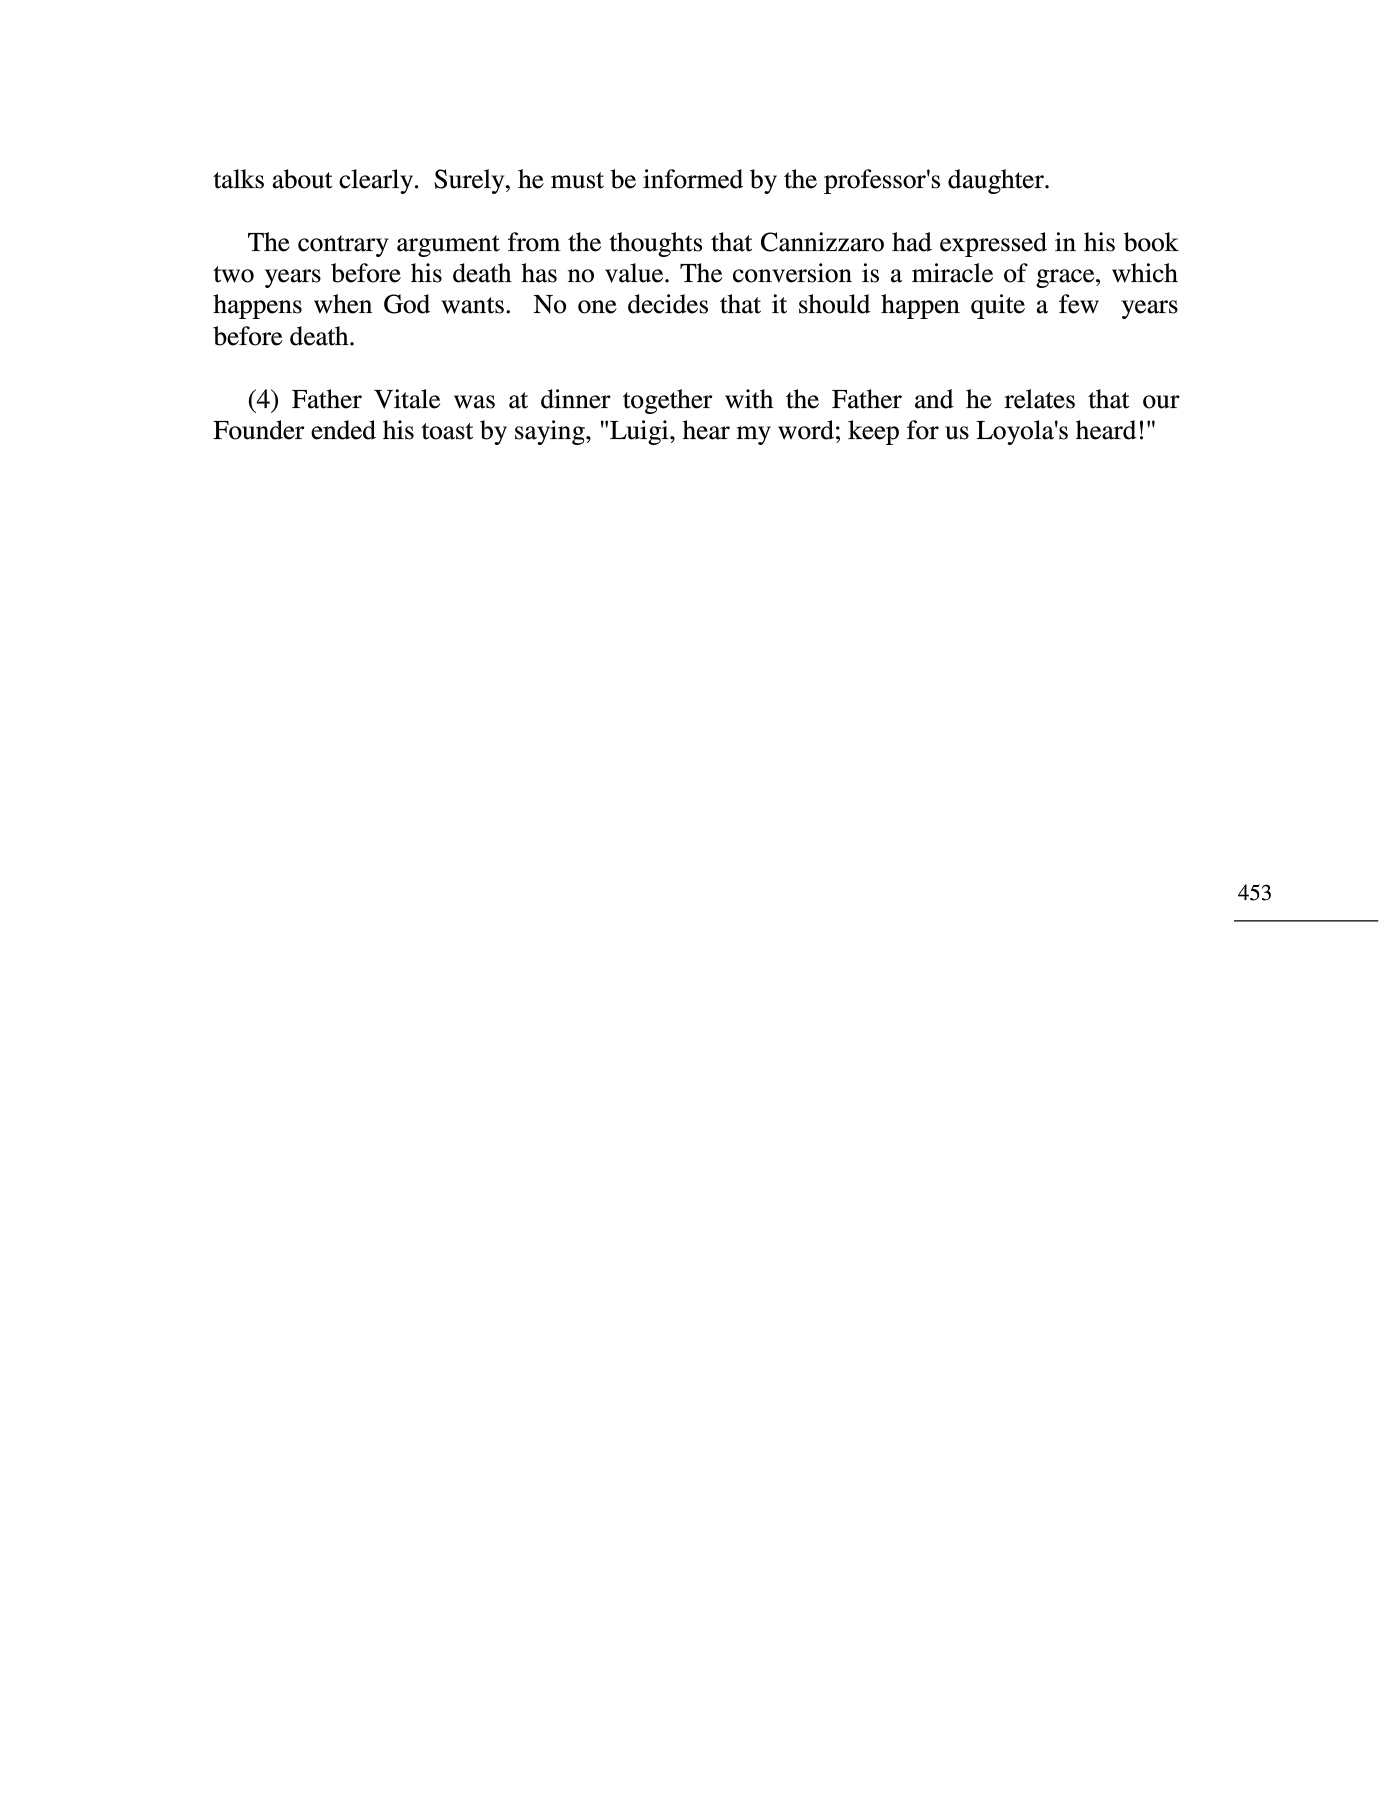 talks about clearly.  Surely, he must be informed by the professor's daughter.
The contrary argument from the thoughts that Cannizzaro had expressed in his book
two years before his death has no value. The conversion is a miracle of grace, which
happens when God wants.  No one decides that it should happen quite a few  years
before death.
(4) Father Vitale was at dinner together with the Father and he relates that our
Founder ended his toast by saying, "Luigi, hear my word; keep for us Loyola's heard!"
453